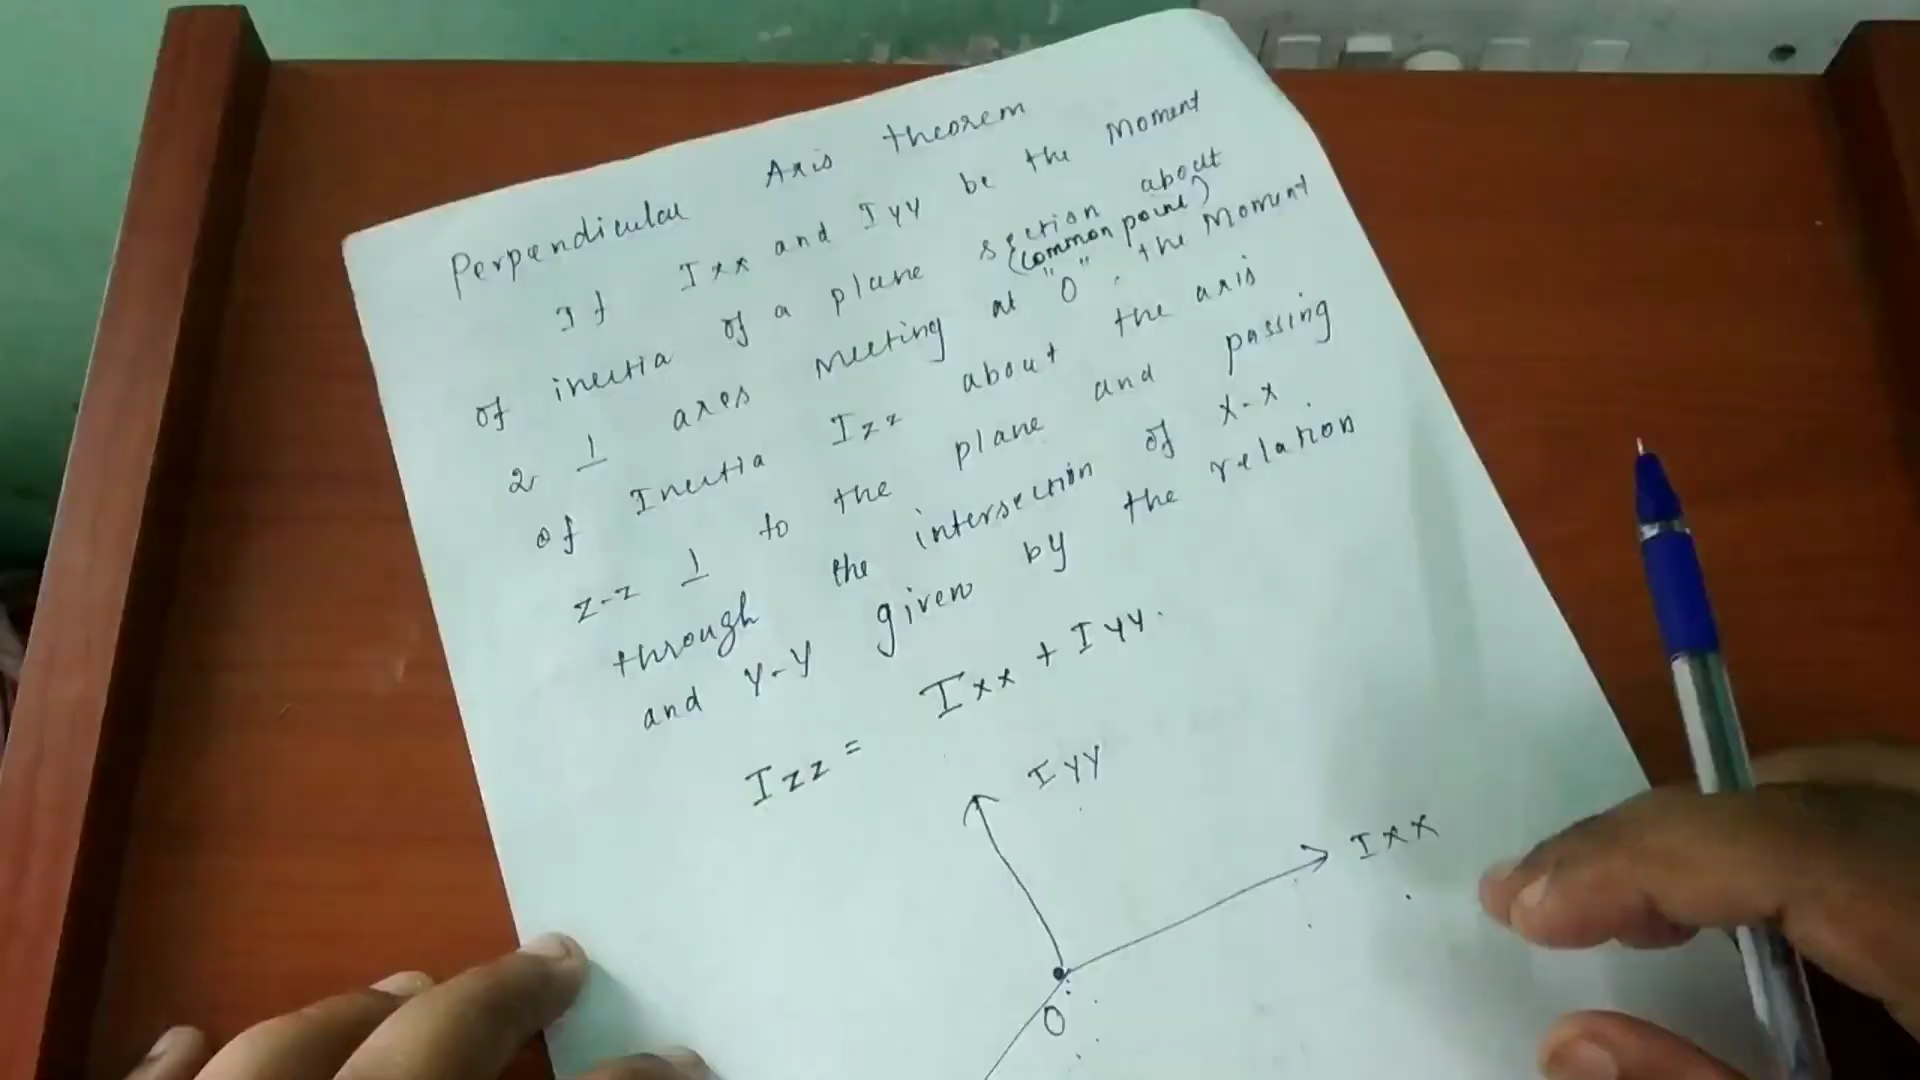 Perpendicular Axis theorem
If Ixx and Iyy be the Moment
of inertia of a plane section about
(common point)
2 ⊥ axes Meeting at "O". the Moment
of Inertia Izz about the axis
z-z ⊥ to the plane and passing
through the intersection of x-x
and y-y given by the relation
Izz = Ixx + Iyy.
Iyy
Ixx
O